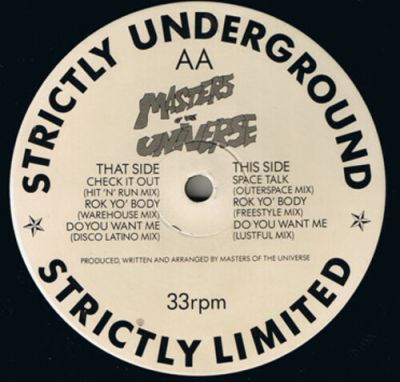 STRICTLY UNDERGROUND
AA
MASTERS
OF THE
UNIVERSE
THAT SIDE
CHECK IT OUT
(HIT 'N' RUN MIX)
ROK YO' BODY
(WAREHOUSE MIX)
DO YOU WANT ME
(DISCO LATINO MIX)
THIS SIDE
SPACE TALK
(OUTERSPACE MIX)
ROK YO' BODY
(FREESTYLE MIX)
DO YOU WANT ME
(LUSTFUL MIX)
PRODUCED, WRITTEN AND ARRANGED BY MASTERS OF THE UNIVERSE
33rpm
STRICTLY LIMITED